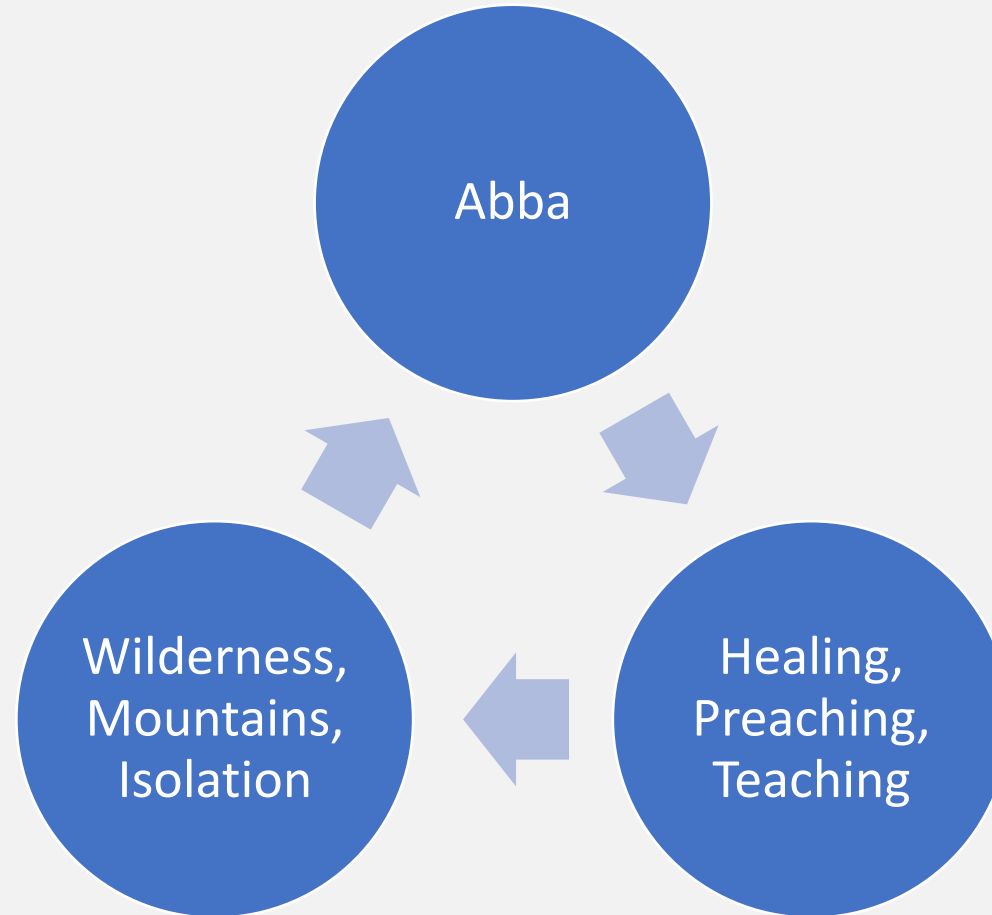 Abba
Wilderness,
Mountains,
Isolation
Healing,
Preaching,
Teaching